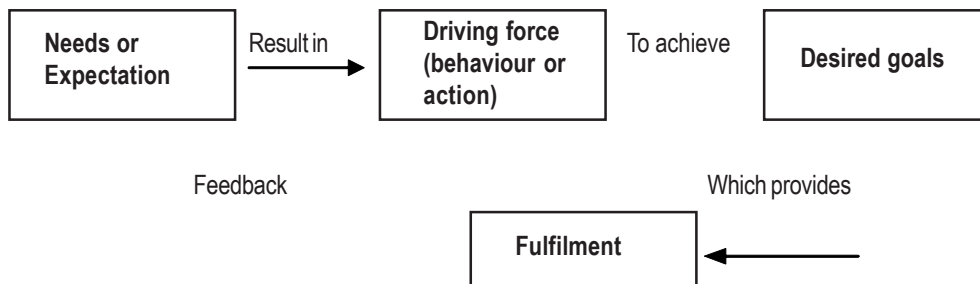 Needs or
Expectation
Result in
Driving force
(behaviour or
action)
To achieve
Desired goals
Feedback
Which provides
Fulfilment